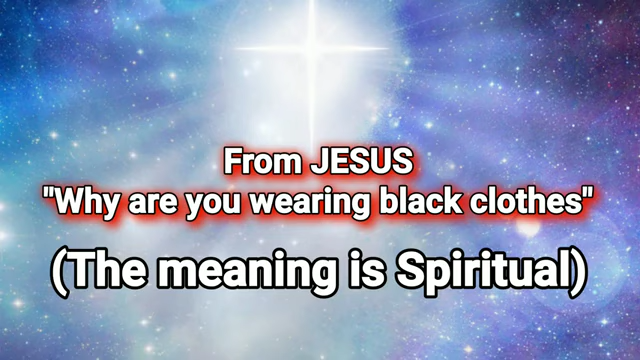 From JESUS
"Why are you wearing black clothes"
(The meaning is Spiritual)